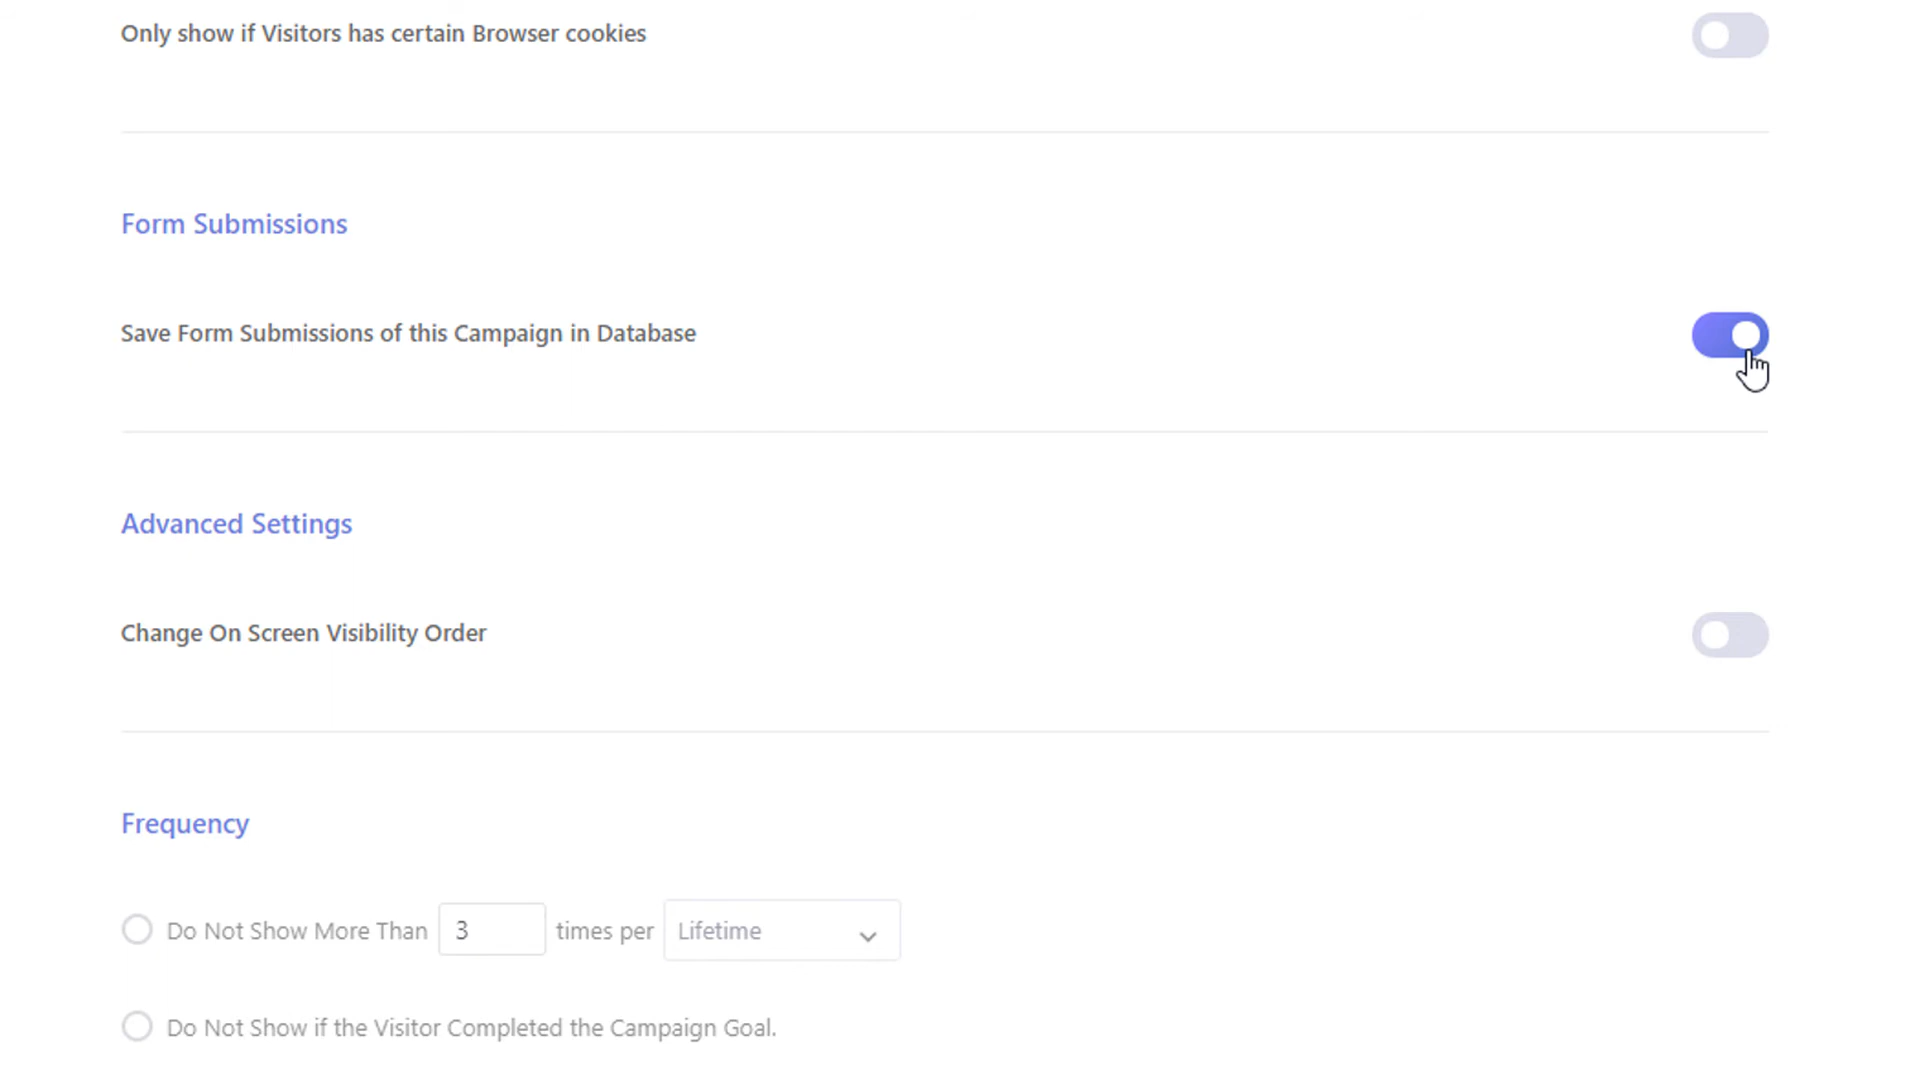 Only show if Visitors has certain Browser cookies
Form Submissions
Save Form Submissions of this Campaign in Database
Advanced Settings
Change On Screen Visibility Order
Frequency
Do Not Show More Than 3 times per Lifetime
Do Not Show if the Visitor Completed the Campaign Goal.